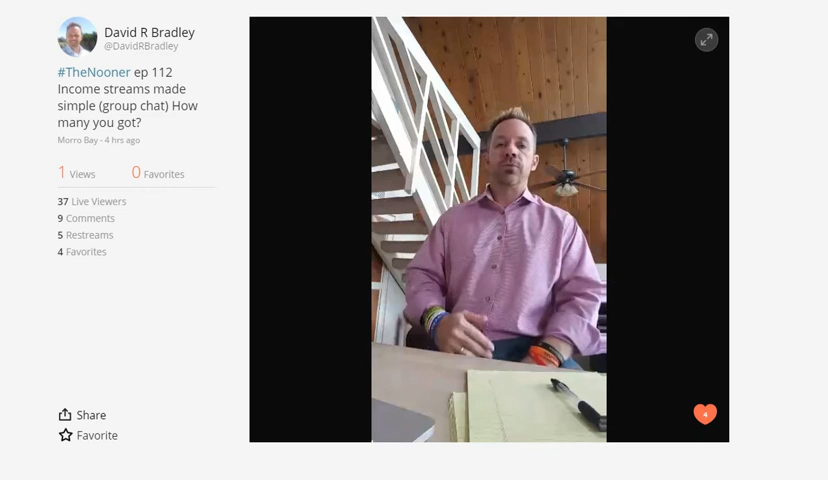 David R Bradley
@DavidRBradley
#TheNooner ep 112
Income streams made
simple (group chat) How
many you got?
Morro Bay - 4 hrs ago
1 Views 0 Favorites
37 Live Viewers
9 Comments
5 Restreams
4 Favorites
4
Share
Favorite